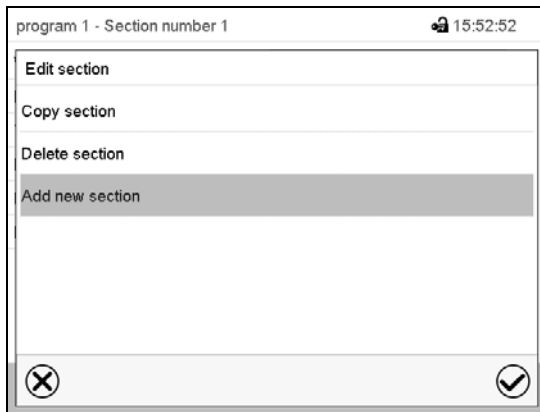 program 1 - Section number 1 15:52:52
Edit section
Copy section
Delete section
Add new section